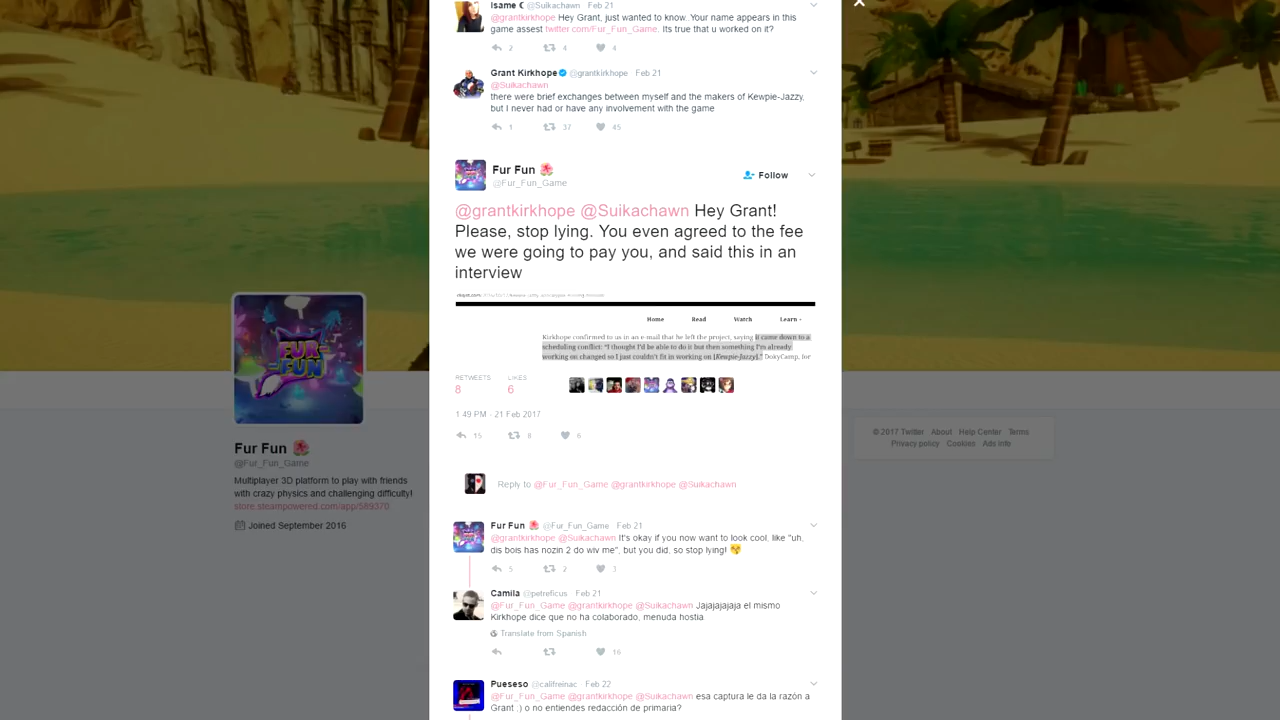 Isame ☾ @Suikachawn Feb 21
@grantkirkhope Hey Grant, just wanted to know..Your name appears in this
game assest twitter.com/Fur_Fun_Game. Its true that u worked on it?
2 4 4
Grant Kirkhope @grantkirkhope Feb 21
@Suikachawn
there were brief exchanges between myself and the makers of Kewpie-Jazzy,
but I never had or have any involvement with the game
1 37 45
Fur Fun 🌺
@Fur_Fun_Game
Follow
@grantkirkhope @Suikachawn Hey Grant!
Please, stop lying. You even agreed to the fee
we were going to pay you, and said this in an
interview
Home Read Watch Learn
Kirkhope confirmed to us in an e-mail that he left the project, saying it came down to a
scheduling conflict: "I thought I'd be able to do it but then something I'm already
working on changed so I just couldn't fit in working on [Kewpie-Jazzy]." DoxyCamp, for
RETWEETS LIKES
8 6
1:49 PM - 21 Feb 2017
15 8 6
Reply to @Fur_Fun_Game @grantkirkhope @Suikachawn
Fur Fun 🌺 @Fur_Fun_Game Feb 21
@grantkirkhope @Suikachawn It's okay if you now want to look cool, like "uh,
dis bois has nozin 2 do wiv me", but you did, so stop lying! 😚
5 2 3
Camila @petreficus · Feb 21
@Fur_Fun_Game @grantkirkhope @Suikachawn Jajajajajaja el mismo
Kirkhope dice que no ha colaborado, menuda hostia
Translate from Spanish
16
Pueseso @califreinac · Feb 22
@Fur_Fun_Game @grantkirkhope @Suikachawn esa captura le da la razón a
Grant ;) o no entiendes redacción de primaria?
FUR
FUN
Fur Fun 🌺
@Fur_Fun_Game
Multiplayer 3D platform to play with friends
with crazy physics and challenging difficulty!
store.steampowered.com/app/589370
Joined September 2016
© 2017 Twitter About Help Center Terms
Privacy policy Cookies Ads info